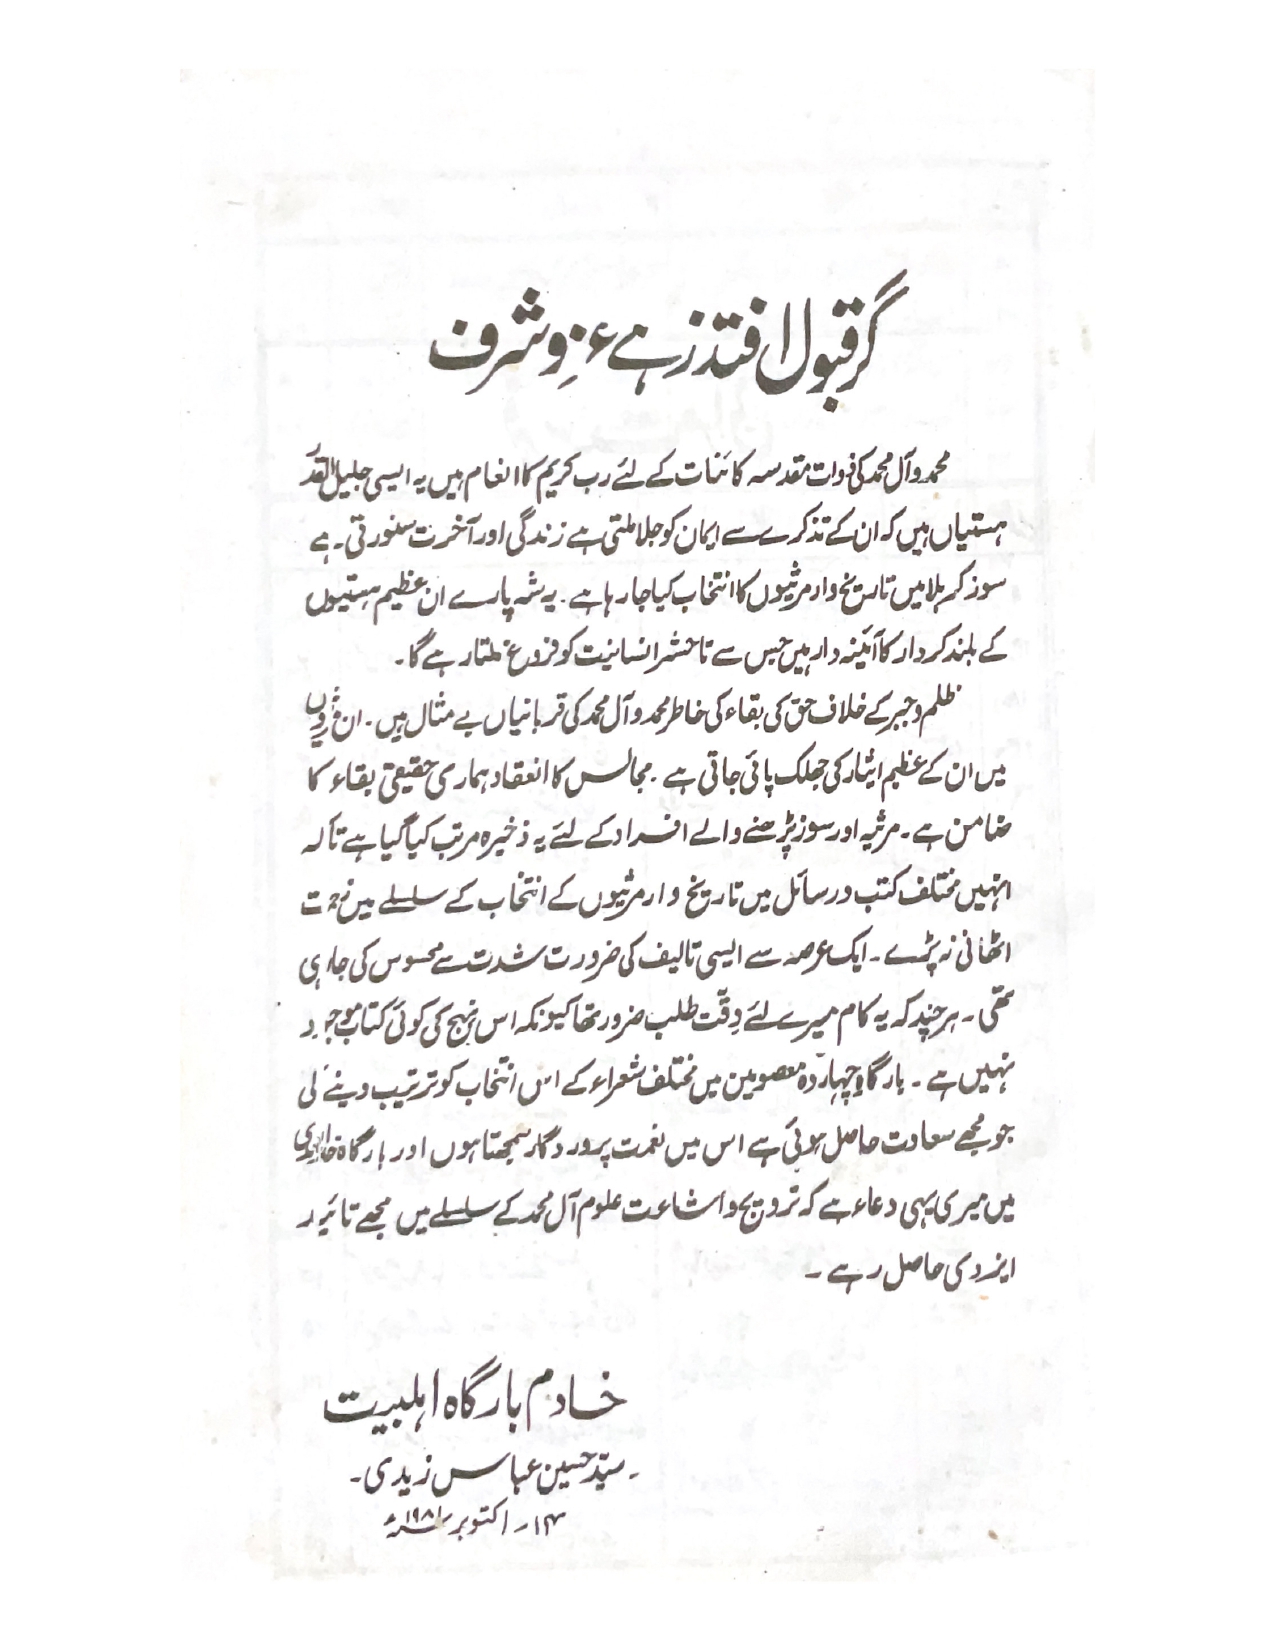 گر قبول افتد زہے عز و شرف
محمد و آل محمد کی ذوات مقدسہ کائنات کے لئے رب کریم کا انعام ہیں یہ ایسی جلیل القدر
ہستیاں ہیں کہ ان کے تذکرے سے ایمان کو جلا ملتی ہے زندگی اور آخرت سنورتی ۔ ہے
سوز کربلا میں تاریخ وار مرثیوں کا انتخاب کیا جا رہا ہے ۔ یہ شہ پارے ان عظیم ہستیوں
کے بلند کردار کا آئینہ دار ہیں جس سے تا حشر انسانیت کو فروغ ملتا رہے گا ۔
ظلم و جبر کے خلاف حق کی بقاء کی خاطر محمد و آل محمد کی قربانیاں بے مثال ہیں ۔ ان مرثیوں
میں ان کے عظیم ایثار کی جھلک پائی جاتی ہے ۔ مجالس کا انعقاد ہماری حقیقی بقاء کا
ضامن ہے ۔ مرثیہ اور سوز پڑھنے والے افراد کے لئے یہ ذخیرہ مرتب کیا گیا ہے تاکہ
انہیں مختلف کتب و رسائل میں تاریخ وار مرثیوں کے انتخاب کے سلسلے میں زحمت
اٹھانی نہ پڑے ۔ ایک عرصہ سے ایسی تالیف کی ضرورت شدت سے محسوس کی جا رہی
تھی ۔ ہر چند کہ یہ کام میرے لئے دِقّت طلب ضرور تھا کیونکہ اس نہج کی کوئی کتاب موجود
نہیں ہے ۔ بارگاہِ چہاردہ معصومین میں مختلف شعراء کے اس انتخاب کو ترتیب دینے کی
جو مجھے سعادت حاصل ہوئی ہے اس میں نعمت پروردگار سمجھتا ہوں اور بارگاہ خداوندی
میں میری یہی دعاء ہے کہ ترویج و اشاعت علوم آل محمد کے سلسلے میں مجھے تائید
ایزدی حاصل رہے ۔
خادم بارگاہ اہلبیت
۔ سیّد حسین عباس زیدی ۔
۱۴ ۔ اکتوبر ۱۹۸۱ء